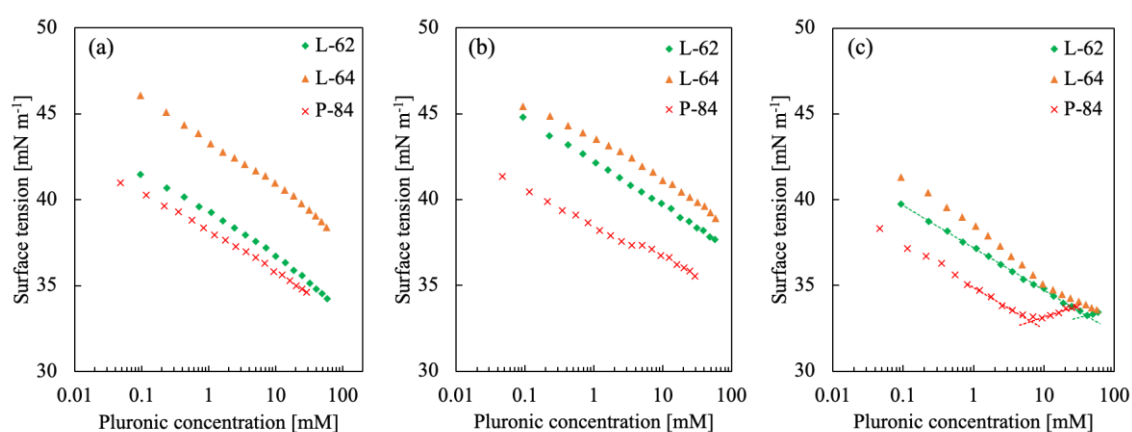 (a)
L-62
L-64
P-84
Surface tension [mN m-1]
50
45
40
35
30
0.01 0.1 1 10 100
Pluronic concentration [mM]
(b)
L-62
L-64
P-84
Surface tension [mN m-1]
50
45
40
35
30
0.01 0.1 1 10 100
Pluronic concentration [mM]
(c)
L-62
L-64
P-84
Surface tension [mN m-1]
50
45
40
35
30
0.01 0.1 1 10 100
Pluronic concentration [mM]